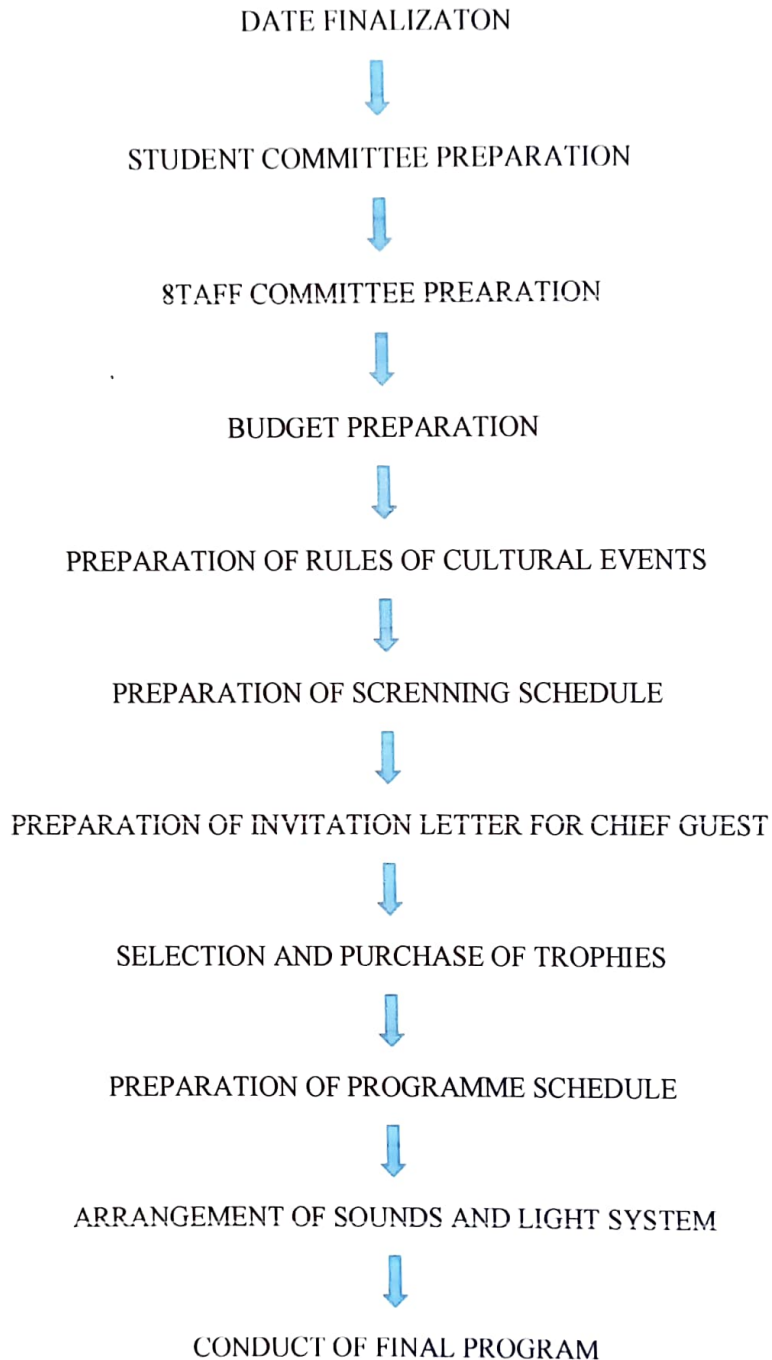 DATE FINALIZATON
STUDENT COMMITTEE PREPARATION
STAFF COMMITTEE PREARATION
BUDGET PREPARATION
PREPARATION OF RULES OF CULTURAL EVENTS
PREPARATION OF SCRENNING SCHEDULE
PREPARATION OF INVITATION LETTER FOR CHIEF GUEST
SELECTION AND PURCHASE OF TROPHIES
PREPARATION OF PROGRAMME SCHEDULE
ARRANGEMENT OF SOUNDS AND LIGHT SYSTEM
CONDUCT OF FINAL PROGRAM